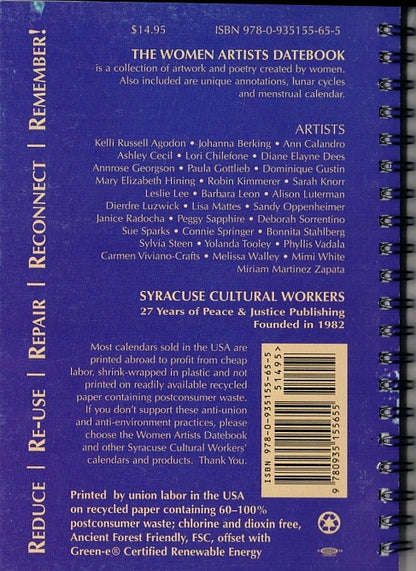 $14.95 ISBN 978-0-935155-65-5
THE WOMEN ARTISTS DATEBOOK
is a collection of artwork and poetry created by women.
Also included are unique annotations, lunar cycles
and menstrual calendar.
ARTISTS
Kelli Russell Agodon • Johanna Berking • Ann Calandro
Ashley Cecil • Lori Chilefone • Diane Elayne Dees
Annrose Georgson • Paula Gottlieb • Dominique Gustin
Mary Elizabeth Hining • Robin Kimmerer • Sarah Knorr
Leslie Lee • Barbara Leon • Alison Luterman
Dierdre Luzwick • Lisa Mattes • Sandy Oppenheimer
Janice Radocha • Peggy Sapphire • Deborah Sorrentino
Sue Sparks • Connie Springer • Bonnita Stahlberg
Sylvia Steen • Yolanda Tooley • Phyllis Vadala
Carmen Viviano-Crafts • Melissa Walley • Mimi White
Miriam Martinez Zapata
SYRACUSE CULTURAL WORKERS
27 Years of Peace & Justice Publishing
Founded in 1982
Most calendars sold in the USA are
printed abroad to profit from cheap
labor, shrink-wrapped in plastic and not
printed on readily available recycled
paper containing postconsumer waste.
If you don't support these anti-union
and anti-environment practices, please
choose the Women Artists Datebook
and other Syracuse Cultural Workers'
calendars and products. Thank You.
ISBN 978-0-935155-65-5
51495>
9 780935 155655
Printed by union labor in the USA
on recycled paper containing 60–100%
postconsumer waste; chlorine and dioxin free,
Ancient Forest Friendly, FSC, offset with
Green-e® Certified Renewable Energy
REDUCE | RE-USE | REPAIR | RECONNECT | REMEMBER!